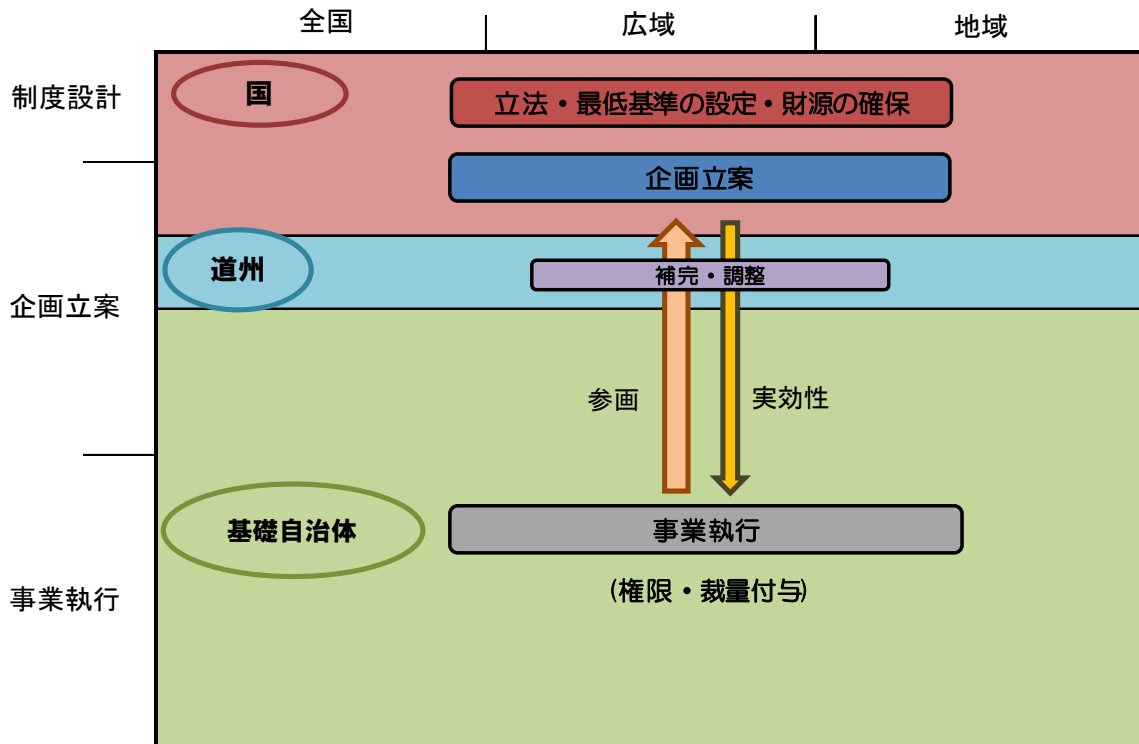 全国
広域
地域
制度設計
国
立法・最低基準の設定・財源の確保
企画立案
道州
補完・調整
企画立案
参画
実効性
基礎自治体
事業執行
(権限・裁量付与)
事業執行